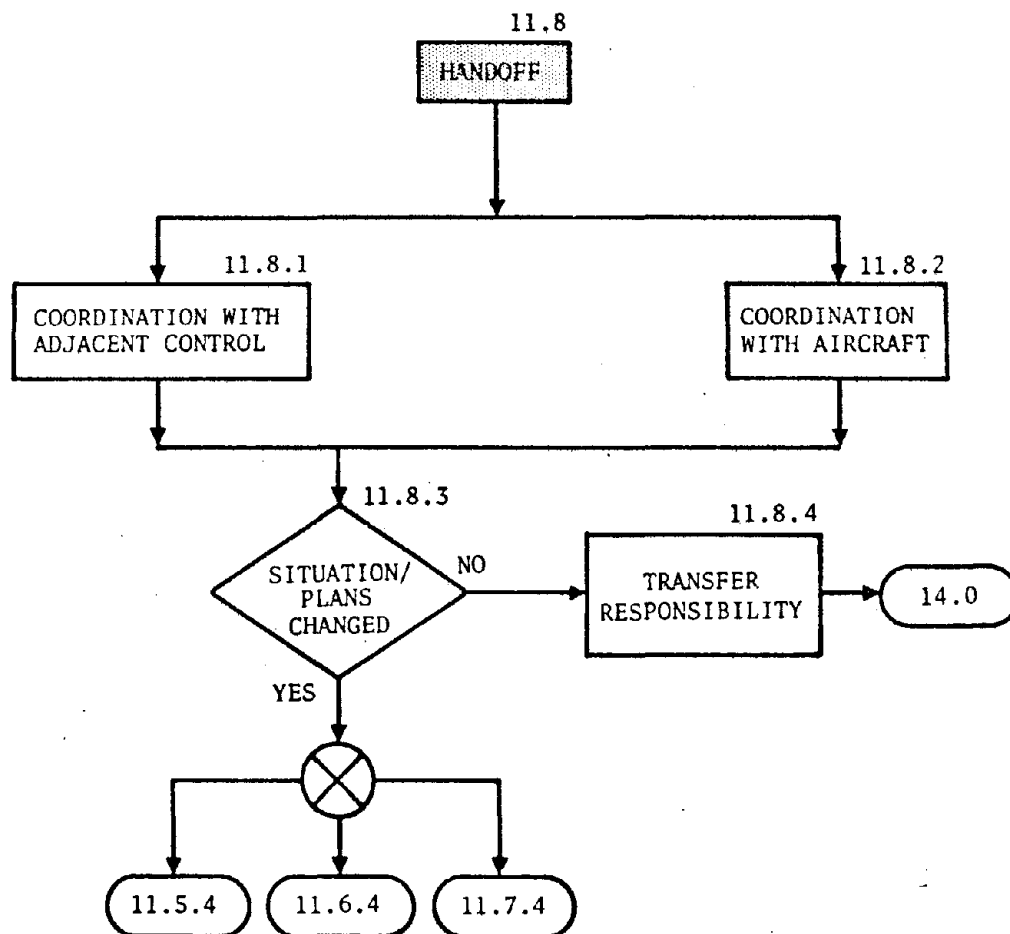 11.8
HANDOFF
11.8.1
COORDINATION WITH
ADJACENT CONTROL
11.8.2
COORDINATION
WITH AIRCRAFT
11.8.3
SITUATION/
PLANS
CHANGED
NO
YES
11.8.4
TRANSFER
RESPONSIBILITY
14.0
11.5.4
11.6.4
11.7.4